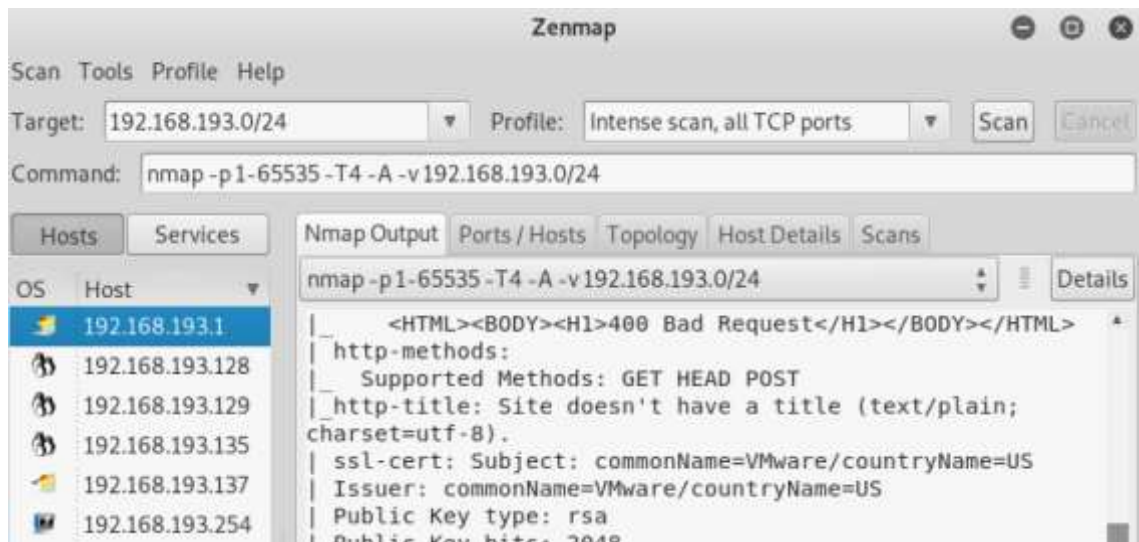 Zenmap
Scan Tools Profile Help
Target: 192.168.193.0/24 Profile: Intense scan, all TCP ports Scan Cancel
Command: nmap -p 1-65535 -T4 -A -v 192.168.193.0/24
Hosts Services Nmap Output Ports / Hosts Topology Host Details Scans
nmap -p 1-65535 -T4 -A -v 192.168.193.0/24 Details
OS Host
192.168.193.1
192.168.193.128
192.168.193.129
192.168.193.135
192.168.193.137
192.168.193.254
|_ <HTML><BODY><H1>400 Bad Request</H1></BODY></HTML>
| http-methods:
|_ Supported Methods: GET HEAD POST
|_http-title: Site doesn't have a title (text/plain;
charset=utf-8).
| ssl-cert: Subject: commonName=VMware/countryName=US
| Issuer: commonName=VMware/countryName=US
| Public Key type: rsa
| Public Key bits: 2048